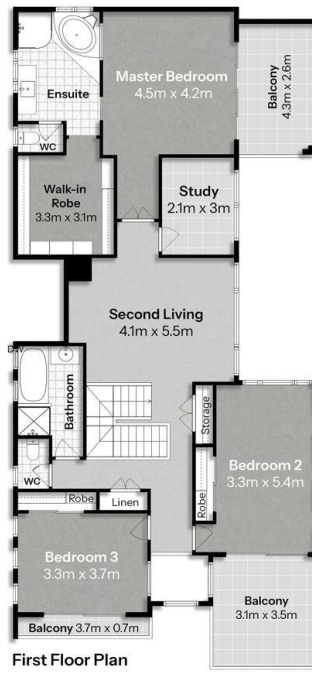 Master Bedroom
4.5m x 4.2m
Balcony
4.3m x 2.6m
Ensuite
WC
Walk-in
Robe
3.3m x 3.1m
Study
2.1m x 3m
Second Living
4.1m x 5.5m
Bathroom
Storage
WC
Bedroom 2
3.3m x 5.4m
Robe
Robe
Linen
Bedroom 3
3.3m x 3.7m
Balcony
3.1m x 3.5m
Balcony 3.7m x 0.7m
First Floor Plan